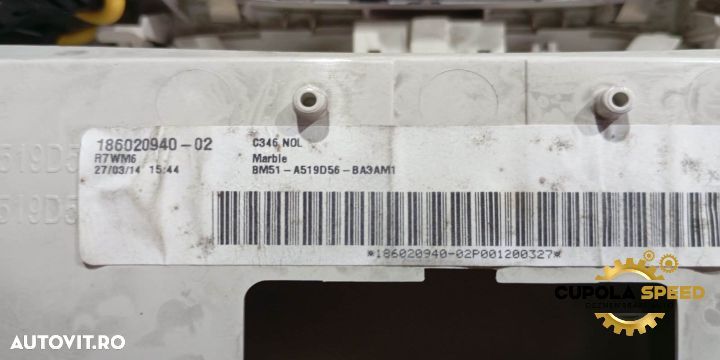 186020940-02
R7WM6
27/03/14 15:44
C346 NOL
Marble
BM51-A519D56-BA3AM1
*186020940-02P001200327*
519D5
519D5
CUPOLA SPEED
AUTOVIT.RO